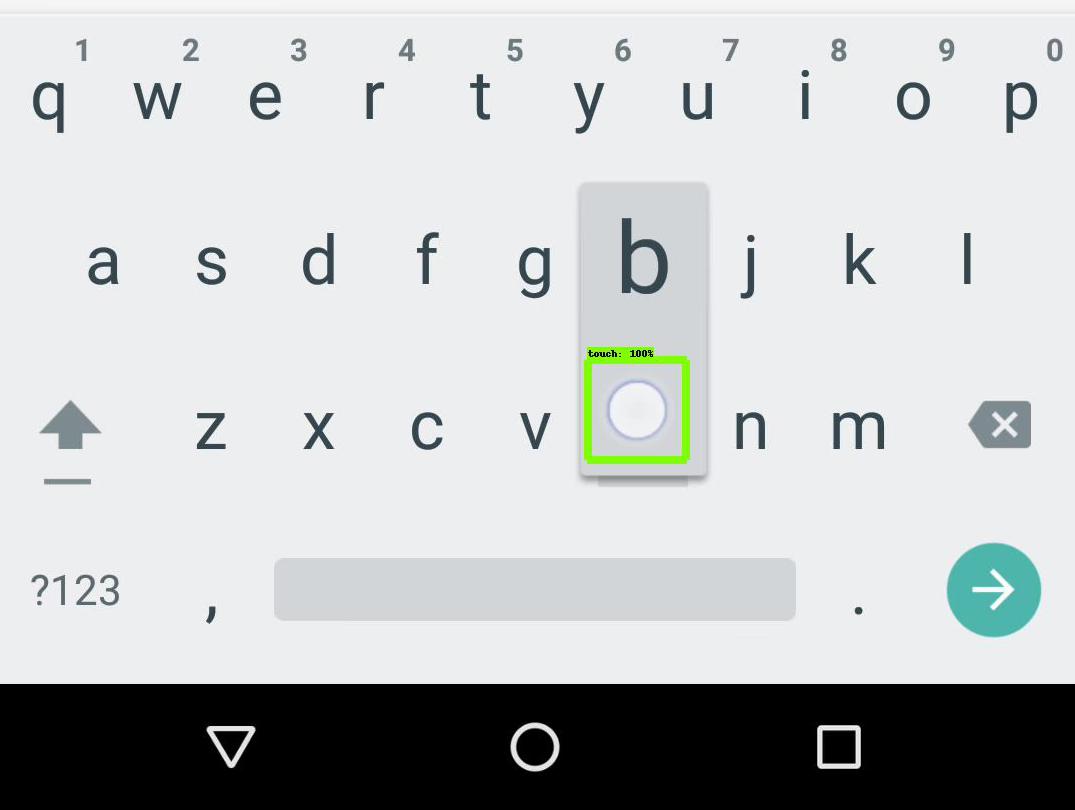 1 2 3 4 5 6 7 8 9 0
q w e r t y u i o p
a s d f g b j k l
touch: 100%
z x c v n m
?123 , .